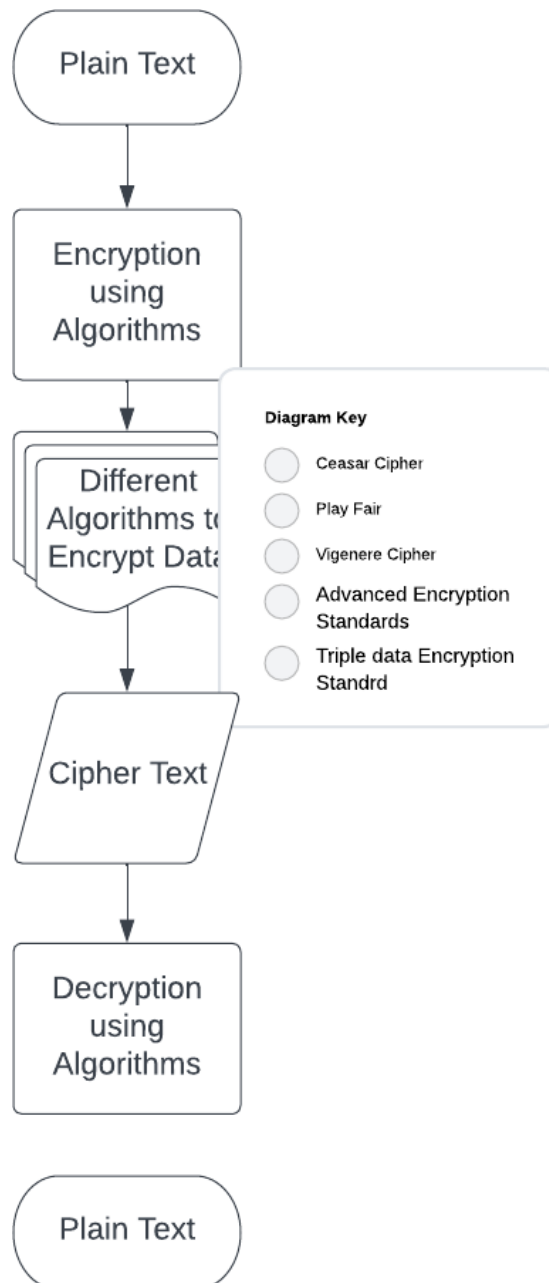 Plain Text
Encryption
using
Algorithms
Different
Algorithms to
Encrypt Data
Diagram Key
Ceasar Cipher
Play Fair
Vigenere Cipher
Advanced Encryption
Standards
Triple data Encryption
Standrd
Cipher Text
Decryption
using
Algorithms
Plain Text